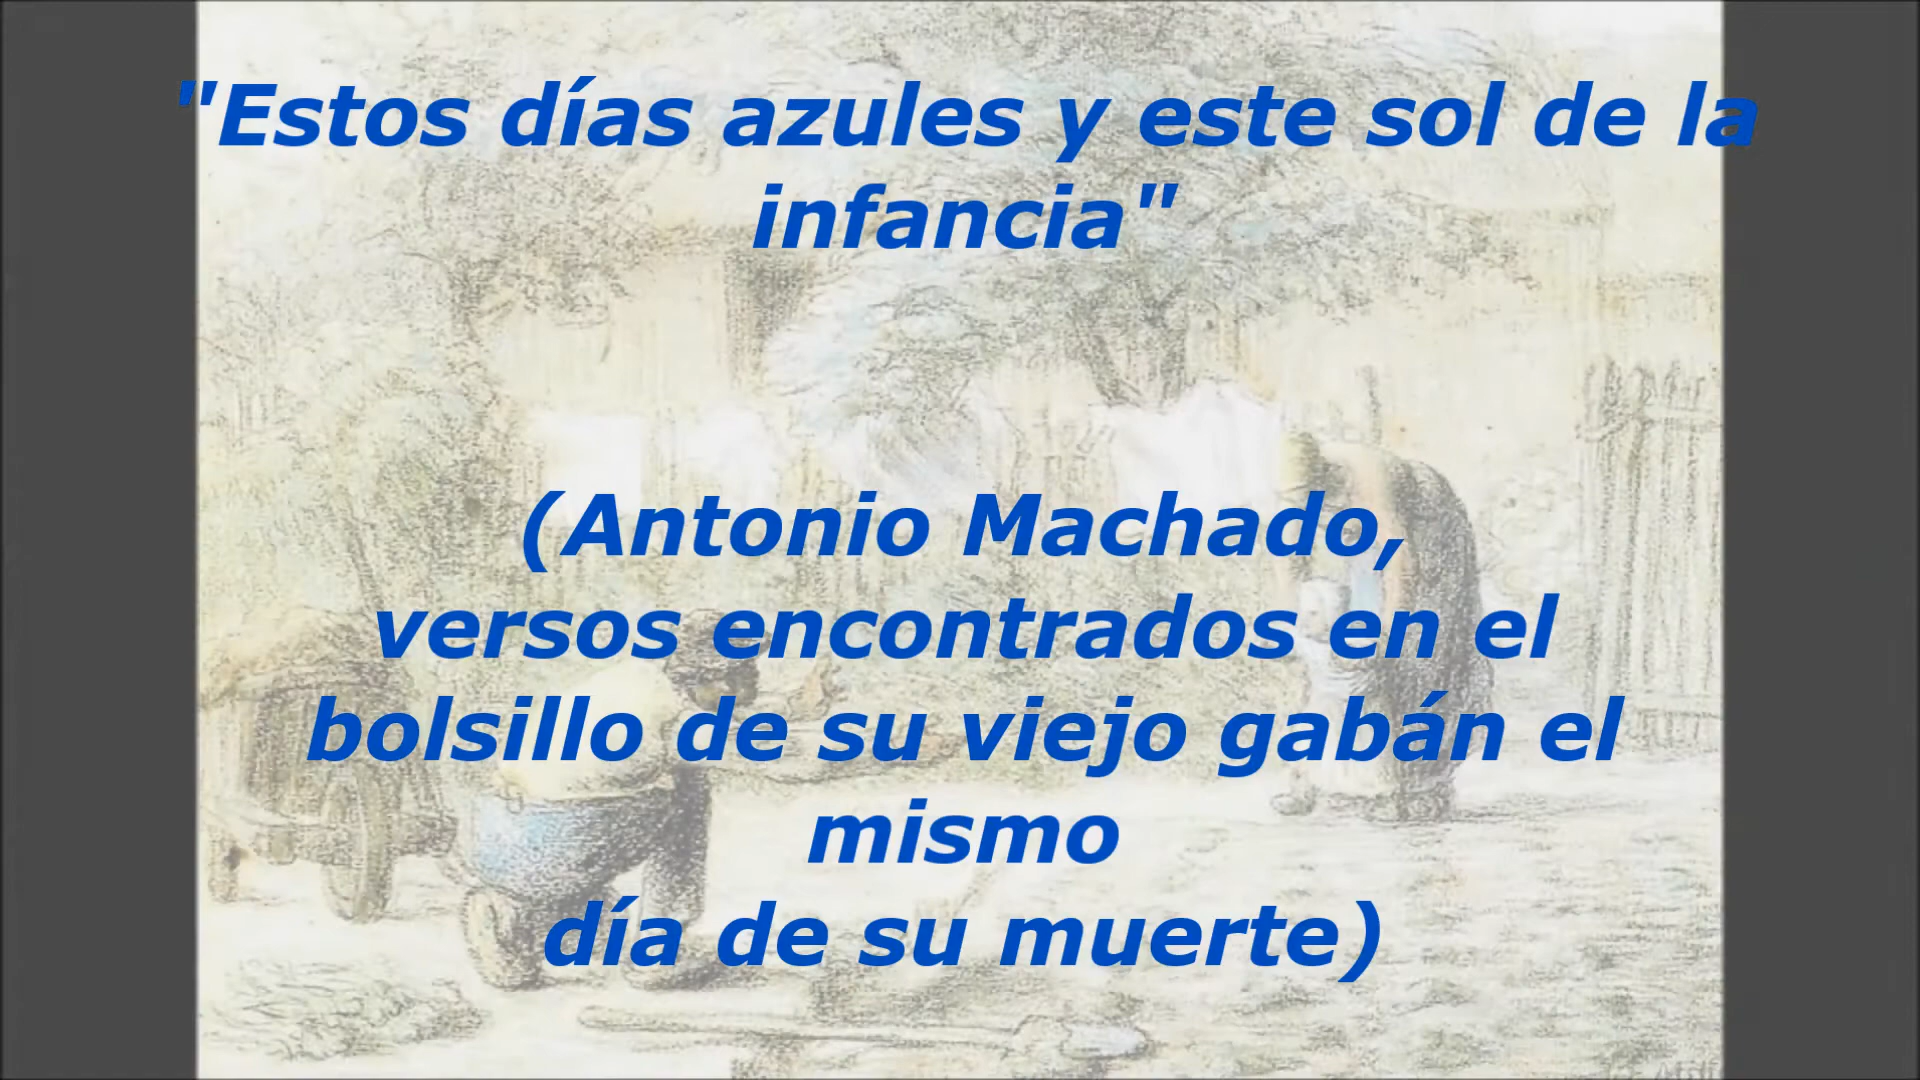 "Estos días azules y este sol de la
infancia"
(Antonio Machado,
versos encontrados en el
bolsillo de su viejo gabán el
mismo
día de su muerte)